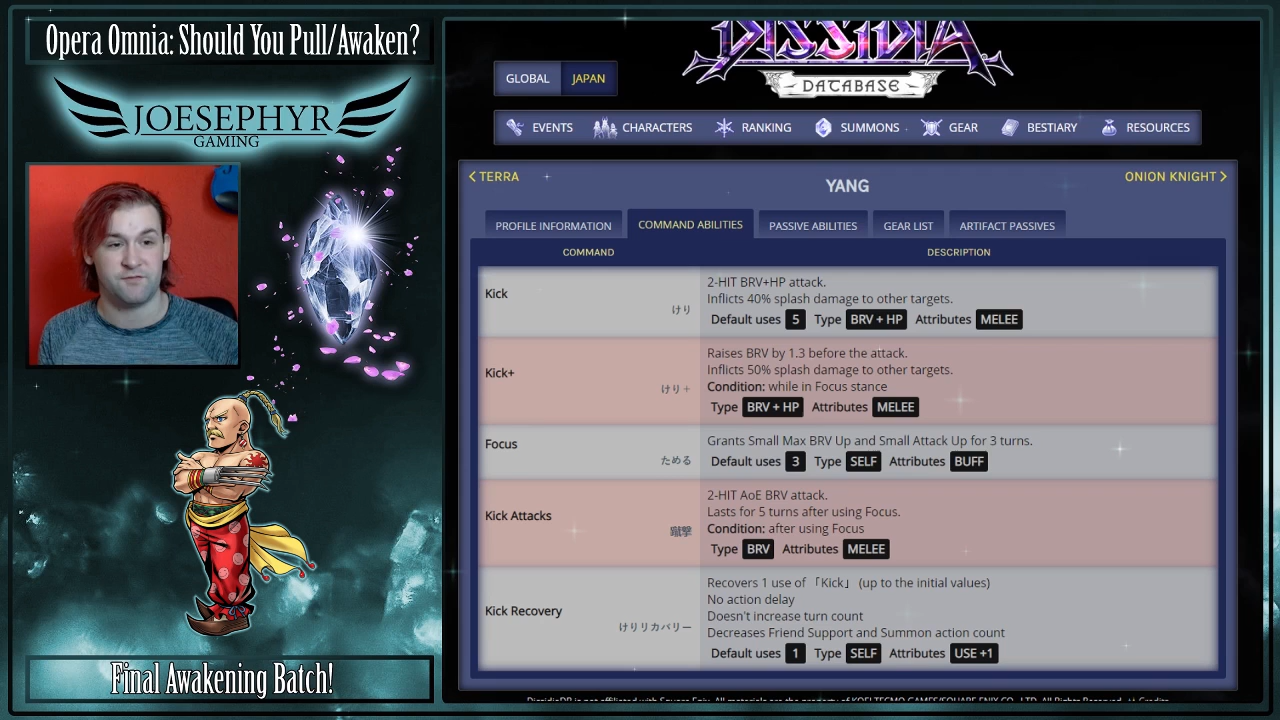 Opera Omnia: Should You Pull/Awaken?
JOESEPHYR
GAMING
Final Awakening Batch!
DISSIDIA
DATABASE
GLOBAL
JAPAN
EVENTS
CHARACTERS
RANKING
SUMMONS
GEAR
BESTIARY
RESOURCES
TERRA
YANG
ONION KNIGHT
PROFILE INFORMATION
COMMAND ABILITIES
PASSIVE ABILITIES
GEAR LIST
ARTIFACT PASSIVES
COMMAND
DESCRIPTION
Kick
けり
2-HIT BRV+HP attack.
Inflicts 40% splash damage to other targets.
Default uses 5 Type BRV + HP Attributes MELEE
Kick+
けり＋
Raises BRV by 1.3 before the attack.
Inflicts 50% splash damage to other targets.
Condition: while in Focus stance
Type BRV + HP Attributes MELEE
Focus
ためる
Grants Small Max BRV Up and Small Attack Up for 3 turns.
Default uses 3 Type SELF Attributes BUFF
Kick Attacks
2-HIT AoE BRV attack.
Lasts for 5 turns after using Focus.
Condition: after using Focus
Type BRV Attributes MELEE
Kick Recovery
けりリカバリー
Recovers 1 use of 「Kick」 (up to the initial values)
No action delay
Doesn't increase turn count
Decreases Friend Support and Summon action count
Default uses 1 Type SELF Attributes USE +1